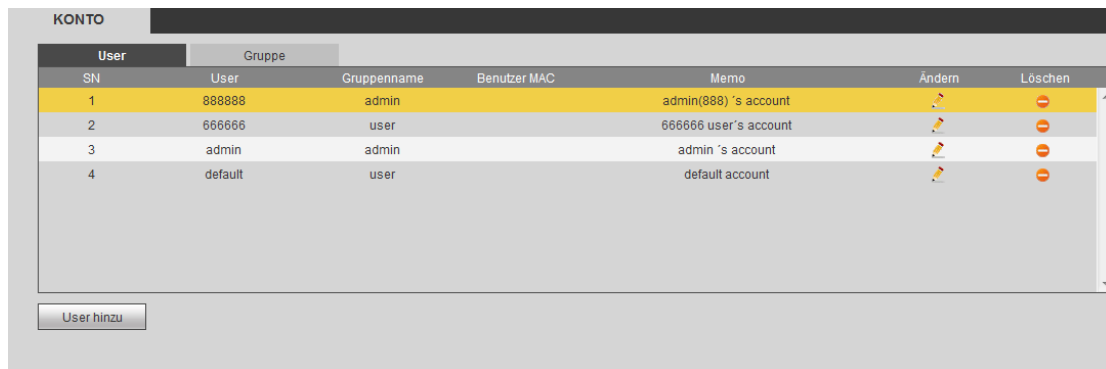 KONTO
User Gruppe
SN User Gruppenname Benutzer MAC Memo Ändern Löschen
1 888888 admin admin(888) ´s account
2 666666 user 666666 user´s account
3 admin admin admin ´s account
4 default user default account
User hinzu